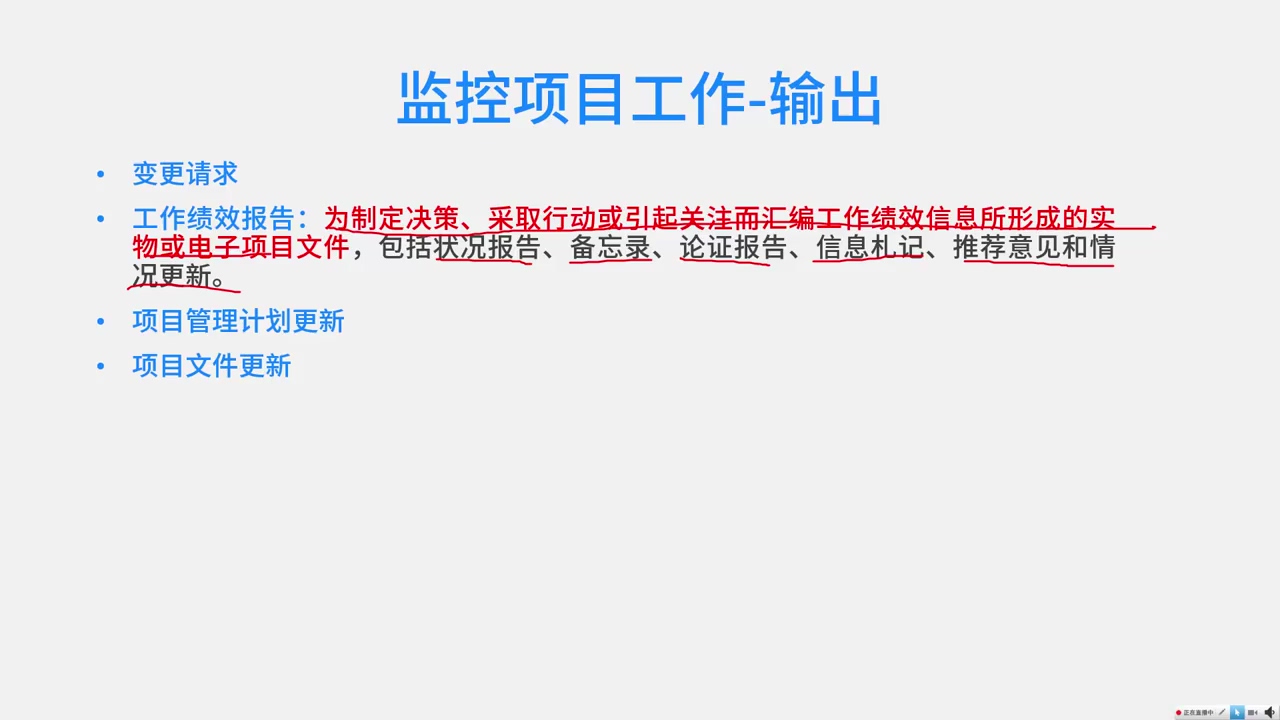 监控项目工作-输出
• 变更请求
• 工作绩效报告：为制定决策、采取行动或引起关注而汇编工作绩效信息所形成的实
物或电子项目文件，包括状况报告、备忘录、论证报告、信息札记、推荐意见和情
况更新。
• 项目管理计划更新
• 项目文件更新
正在直播中